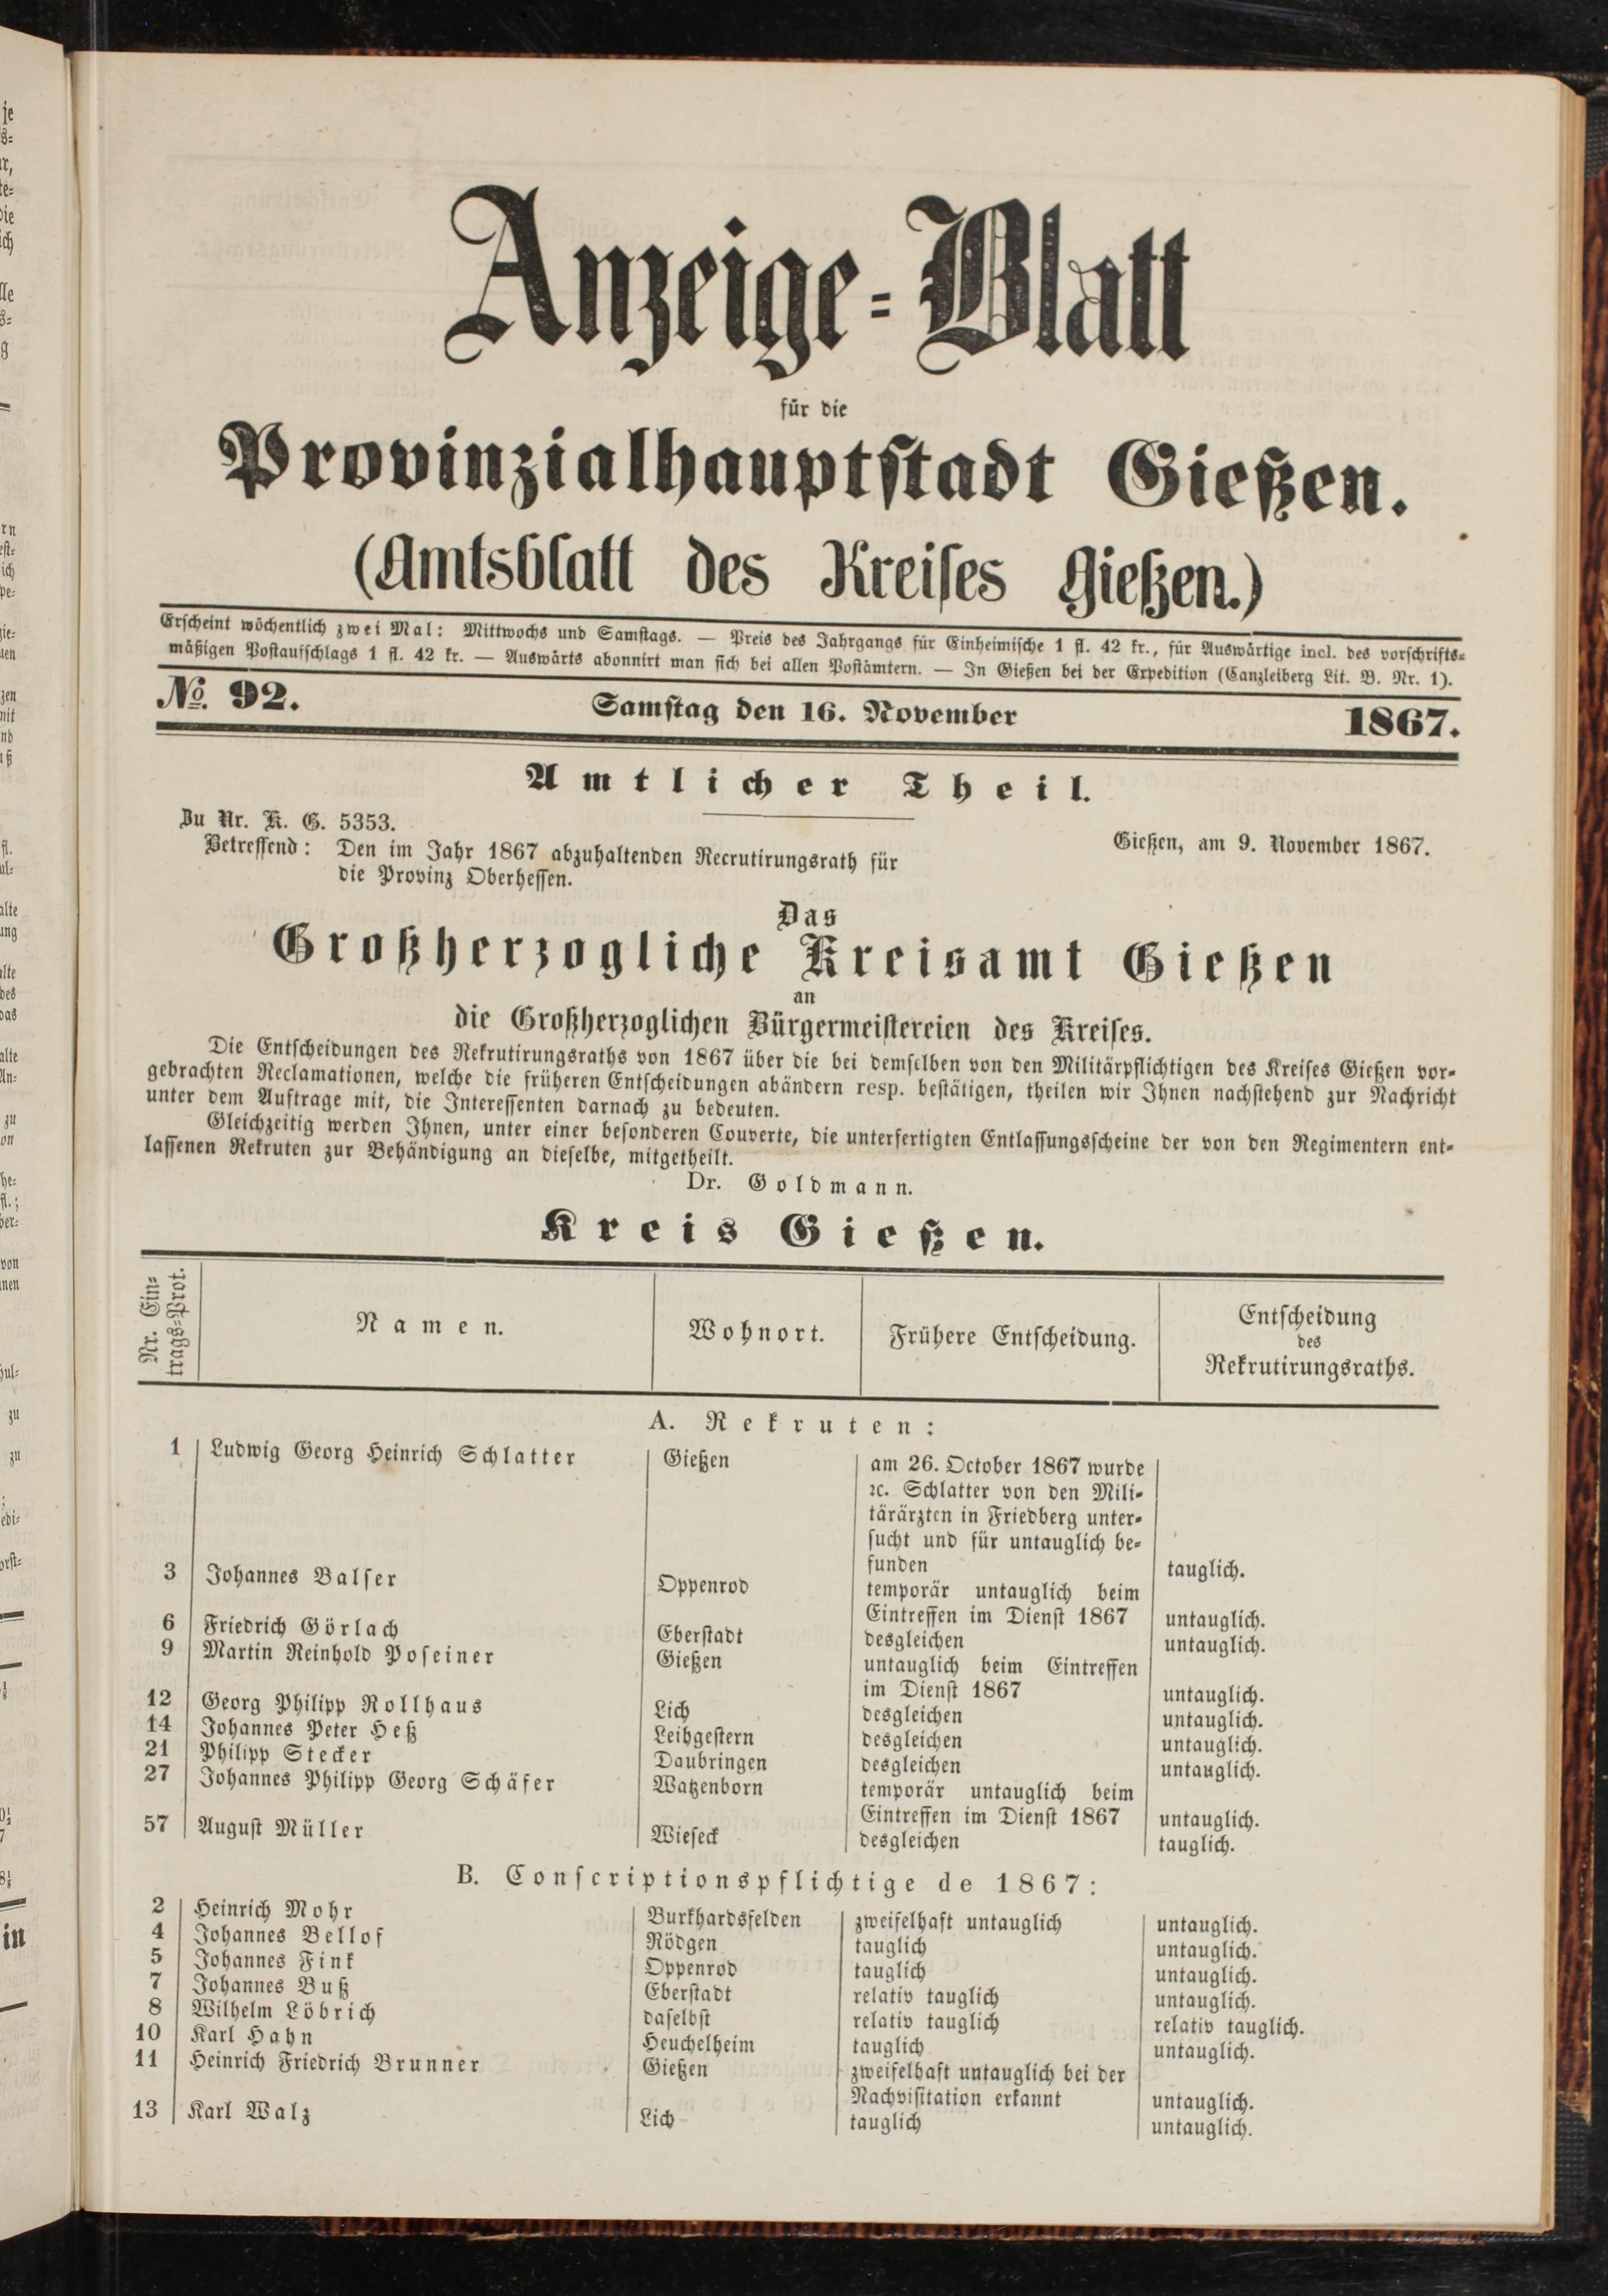 Anzeige-Blatt
für die
Provinzialhauptstadt Gießen.
(Amtsblatt des Kreises Gießen.)
Erscheint wöchentlich zwei Mal: Mittwochs und Samstags. — Preis des Jahrgangs für Einheimische 1 fl. 42 kr., für Auswärtige incl. des vorschrifts-
mäßigen Postaufschlags 1 fl. 42 kr. — Auswärts abonnirt man sich bei allen Postämtern. — In Gießen bei der Expedition (Canzleiberg Lit. B. Nr. 1).
No. 92. Samstag den 16. November 1867.
Amtlicher Theil.
Zu Nr. K. G. 5353.
Gießen, am 9. November 1867.
Betreffend: Den im Jahr 1867 abzuhaltenden Recrutirungsrath für
die Provinz Oberhessen.
Das
Großherzogliche Kreisamt Gießen
an
die Großherzoglichen Bürgermeistereien des Kreises.
Die Entscheidungen des Rekrutirungsraths von 1867 über die bei demselben von den Militärpflichtigen des Kreises Gießen vor-
gebrachten Reclamationen, welche die früheren Entscheidungen abändern resp. bestätigen, theilen wir Ihnen nachstehend zur Nachricht
unter dem Auftrage mit, die Interessenten darnach zu bedeuten.
Gleichzeitig werden Ihnen, unter einer besonderen Couverte, die unterfertigten Entlassungsscheine der von den Regimentern ent-
lassenen Rekruten zur Behändigung an dieselbe, mitgetheilt.
Dr. Goldmann.
Kreis Gießen.
Nr. Ein-
trags-Prot.
Namen.
Wohnort.
Frühere Entscheidung.
Entscheidung
des
Rekrutirungsraths.
A. Rekruten:
1 Ludwig Georg Heinrich Schlatter Gießen am 26. October 1867 wurde
ꝛc. Schlatter von den Mili-
tärärzten in Friedberg unter-
sucht und für untauglich be-
funden tauglich.
3 Johannes Balser Oppenrod temporär untauglich beim
Eintreffen im Dienst 1867 untauglich.
6 Friedrich Görlach Eberstadt desgleichen untauglich.
9 Martin Reinhold Poseiner Gießen untauglich beim Eintreffen
im Dienst 1867 untauglich.
12 Georg Philipp Rollhaus Lich desgleichen untauglich.
14 Johannes Peter Heß Leihgestern desgleichen untauglich.
21 Philipp Stecker Daubringen desgleichen untauglich.
27 Johannes Philipp Georg Schäfer Watzenborn temporär untauglich beim
Eintreffen im Dienst 1867 untauglich.
57 August Müller Wieseck desgleichen tauglich.
B. Conscriptionspflichtige de 1867:
2 Heinrich Mohr Burkhardsfelden zweifelhaft untauglich untauglich.
4 Johannes Bellof Rödgen tauglich untauglich.
5 Johannes Fink Oppenrod tauglich untauglich.
7 Johannes Buß Eberstadt relativ tauglich untauglich.
8 Wilhelm Löbrich daselbst relativ tauglich relativ tauglich.
10 Karl Hahn Heuchelheim tauglich untauglich.
11 Heinrich Friedrich Brunner Gießen zweifelhaft untauglich bei der
Nachvisitation erkannt untauglich.
13 Karl Walz Lich tauglich untauglich.